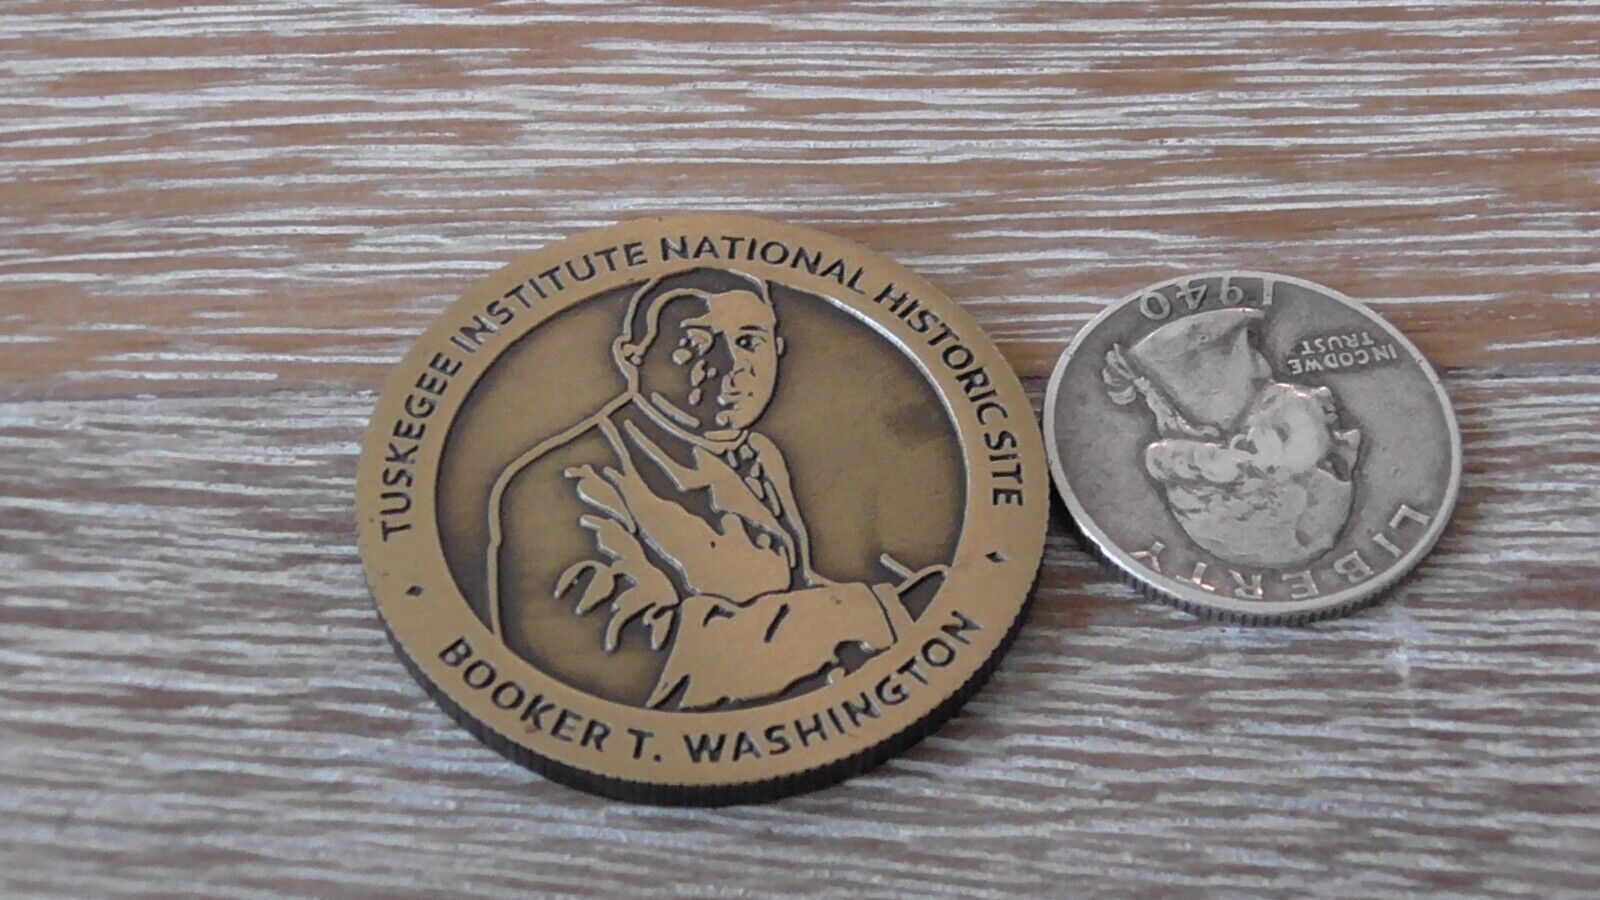 TUSKEGEE INSTITUTE NATIONAL HISTORIC SITE
BOOKER T. WASHINGTON
LIBERTY
IN GOD WE
TRUST
1940